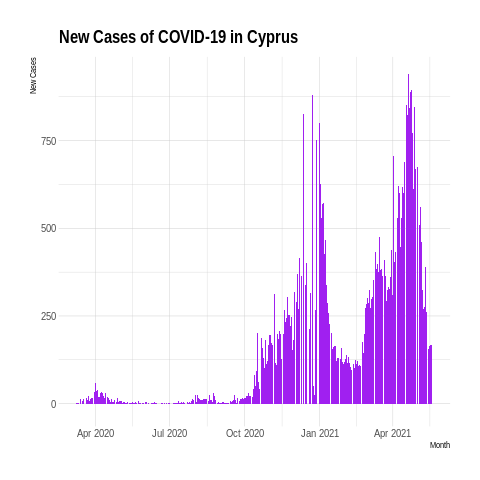 New Cases of COVID-19 in Cyprus
New Cases
750
500
250
0
Apr 2020 Jul 2020 Oct 2020 Jan 2021 Apr 2021
Month